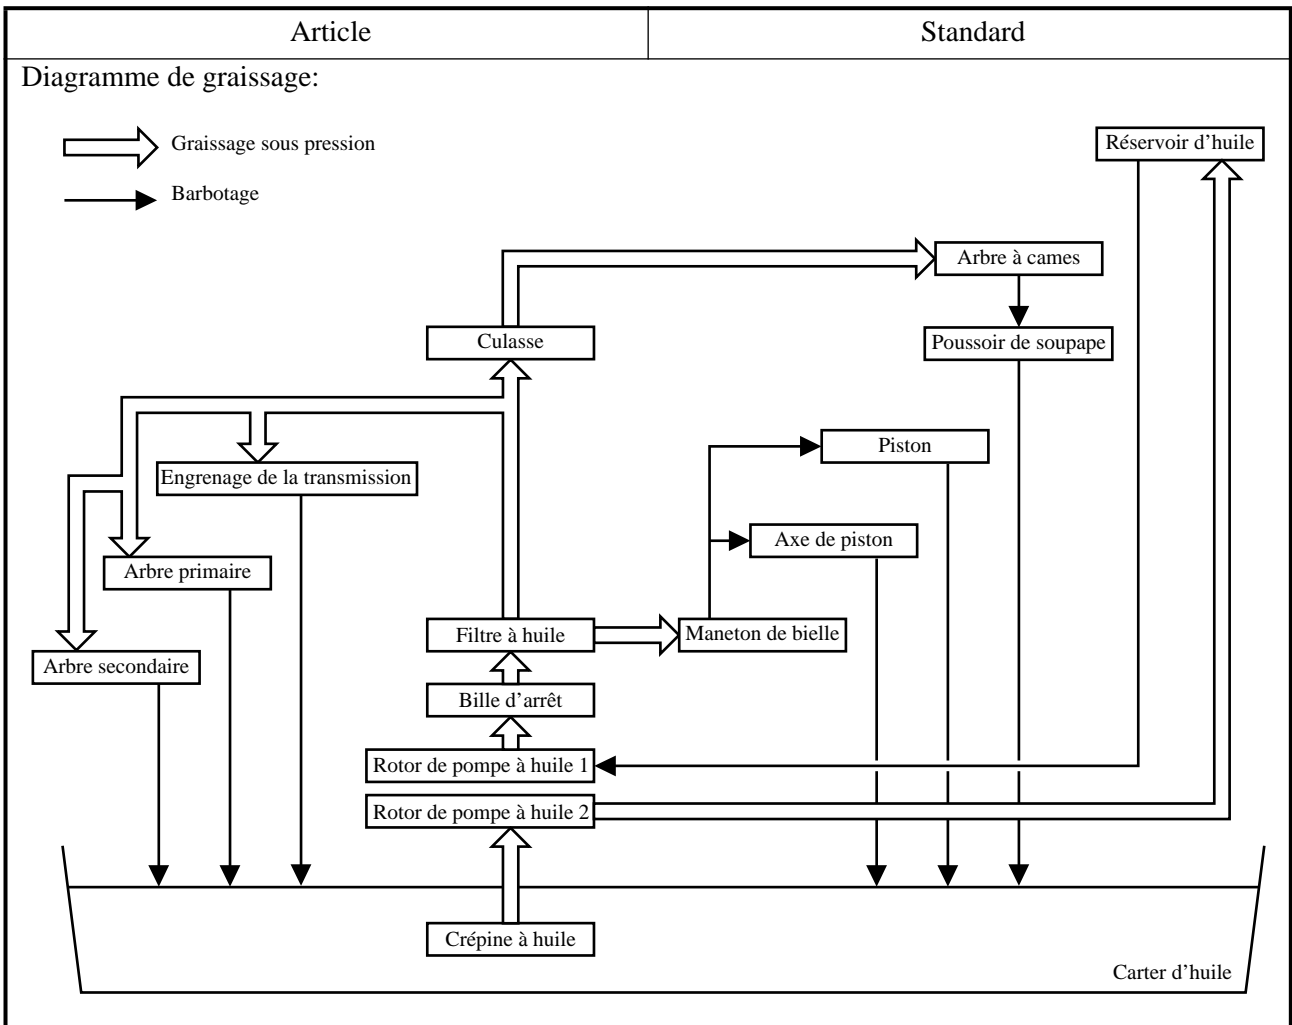 Article
Standard
Diagramme de graissage:
Graissage sous pression
Barbotage
Réservoir d’huile
Arbre à cames
Culasse
Poussoir de soupape
Piston
Engrenage de la transmission
Axe de piston
Arbre primaire
Filtre à huile
Maneton de bielle
Arbre secondaire
Bille d’arrêt
Rotor de pompe à huile 1
Rotor de pompe à huile 2
Crépine à huile
Carter d’huile